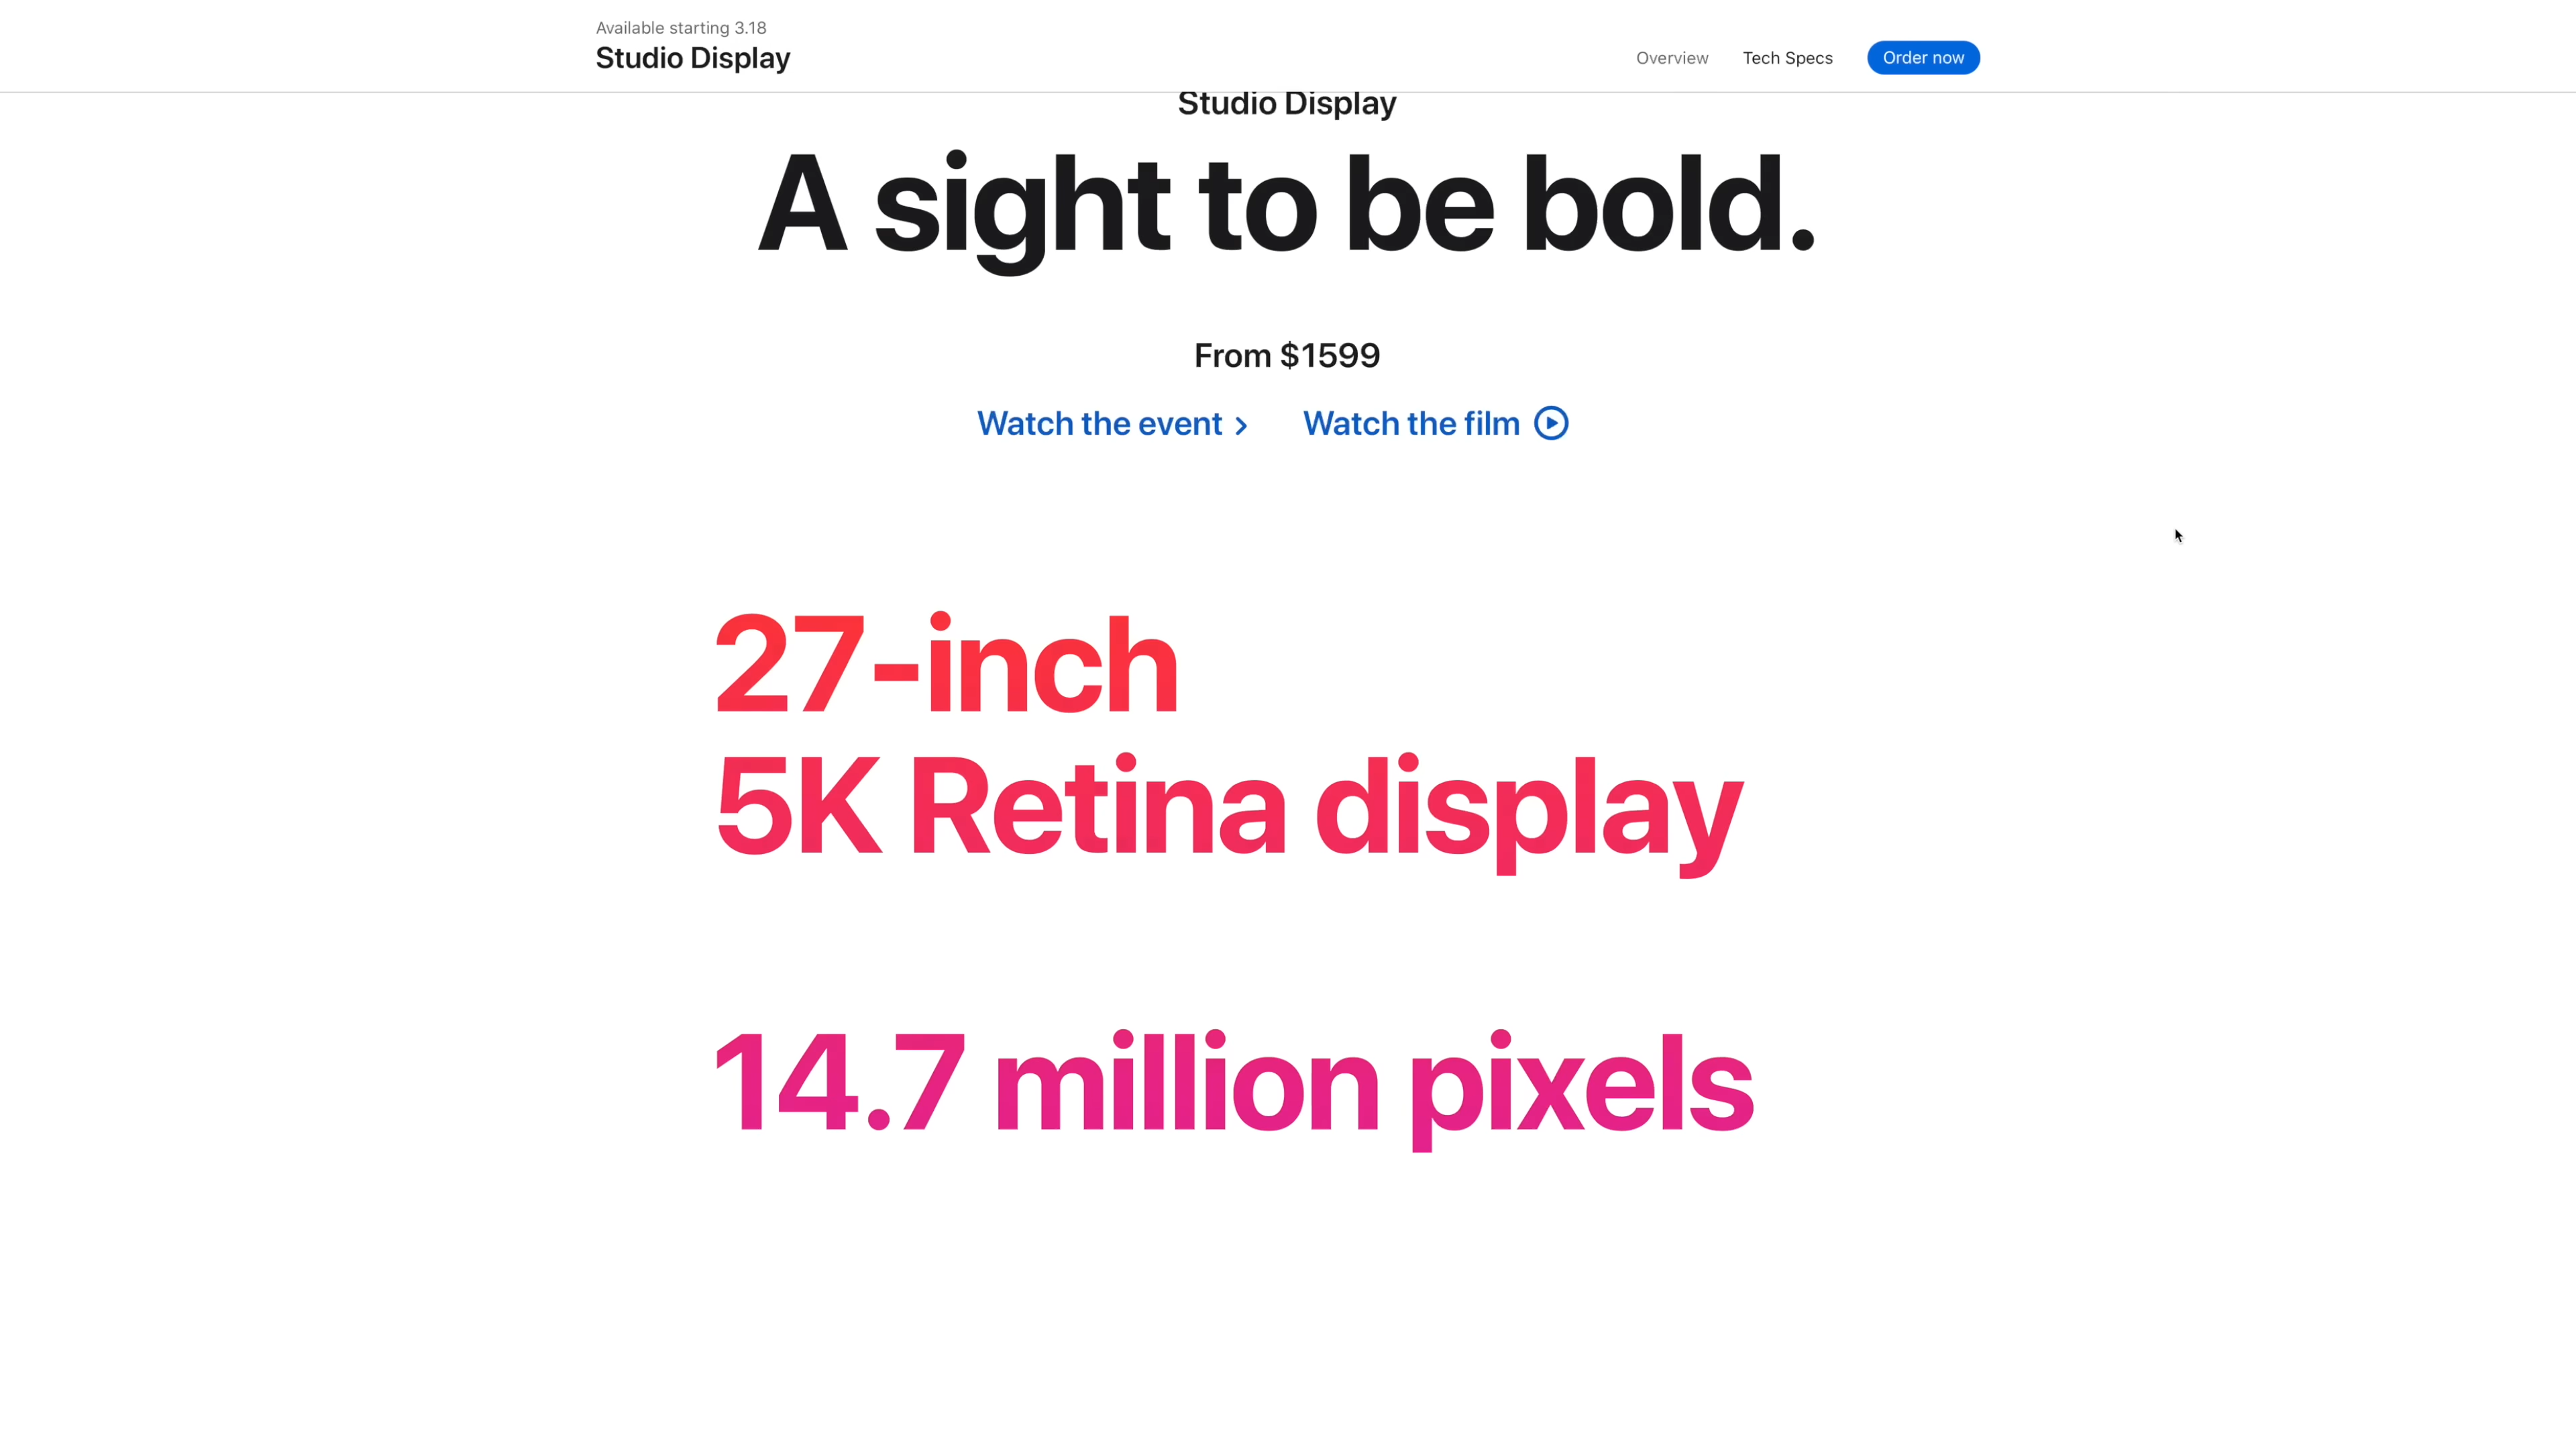 Available starting 3.18
Studio Display
Overview Tech Specs Order now
Studio Display
A sight to be bold.
From $1599
Watch the event
Watch the film
27-inch
5K Retina display
14.7 million pixels